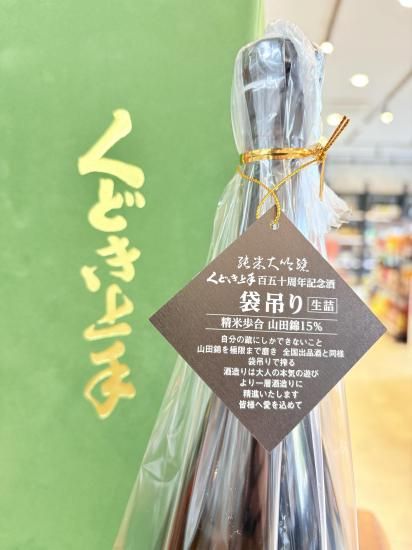 くどき上手
純米大吟醸
くどき上手百五十周年記念酒
袋吊り 生詰
精米歩合 山田錦15%
自分の蔵にしかできないこと
山田錦を極限まで磨き 全国出品酒と同様
袋吊りで搾る
酒造りは大人の本気の遊び
より一層酒造りに
精進いたします
皆様へ愛を込めて